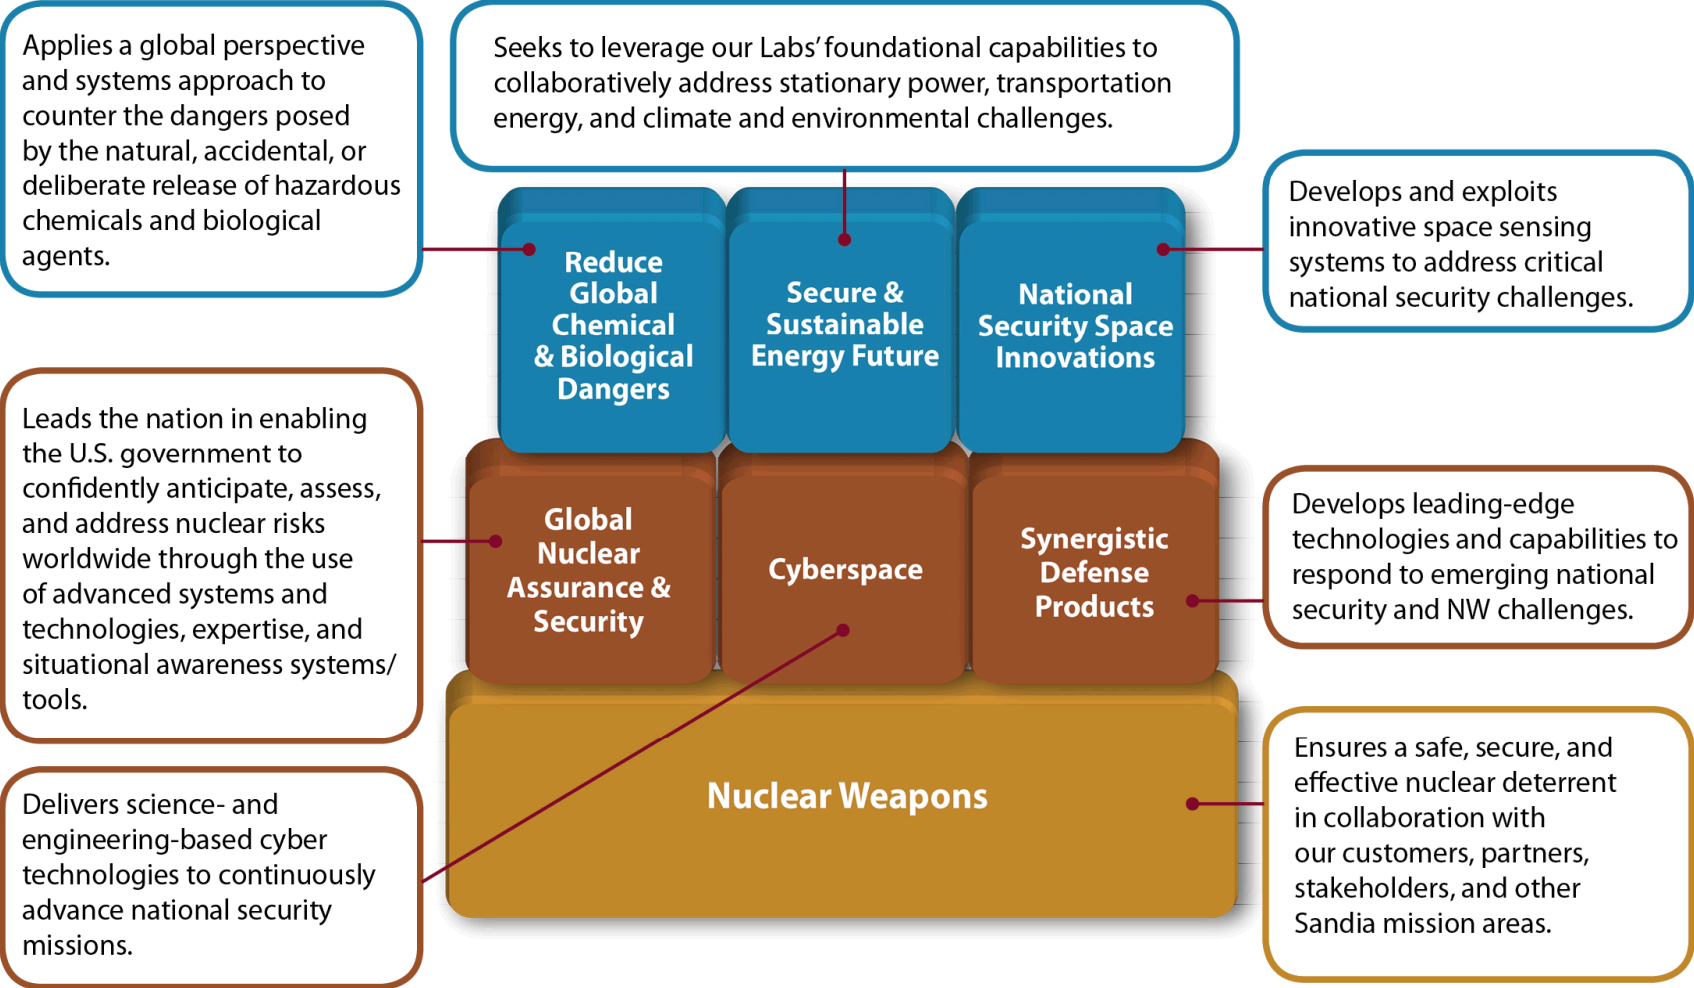 Applies a global perspective
and systems approach to
counter the dangers posed
by the natural, accidental, or
deliberate release of hazardous
chemicals and biological
agents.
Seeks to leverage our Labs’ foundational capabilities to
collaboratively address stationary power, transportation
energy, and climate and environmental challenges.
Develops and exploits
innovative space sensing
systems to address critical
national security challenges.
Reduce
Global
Chemical
& Biological
Dangers
Secure &
Sustainable
Energy Future
National
Security Space
Innovations
Leads the nation in enabling
the U.S. government to
confidently anticipate, assess,
and address nuclear risks
worldwide through the use
of advanced systems and
technologies, expertise, and
situational awareness systems/
tools.
Global
Nuclear
Assurance &
Security
Cyberspace
Synergistic
Defense
Products
Develops leading-edge
technologies and capabilities to
respond to emerging national
security and NW challenges.
Delivers science- and
engineering-based cyber
technologies to continuously
advance national security
missions.
Nuclear Weapons
Ensures a safe, secure, and
effective nuclear deterrent
in collaboration with
our customers, partners,
stakeholders, and other
Sandia mission areas.